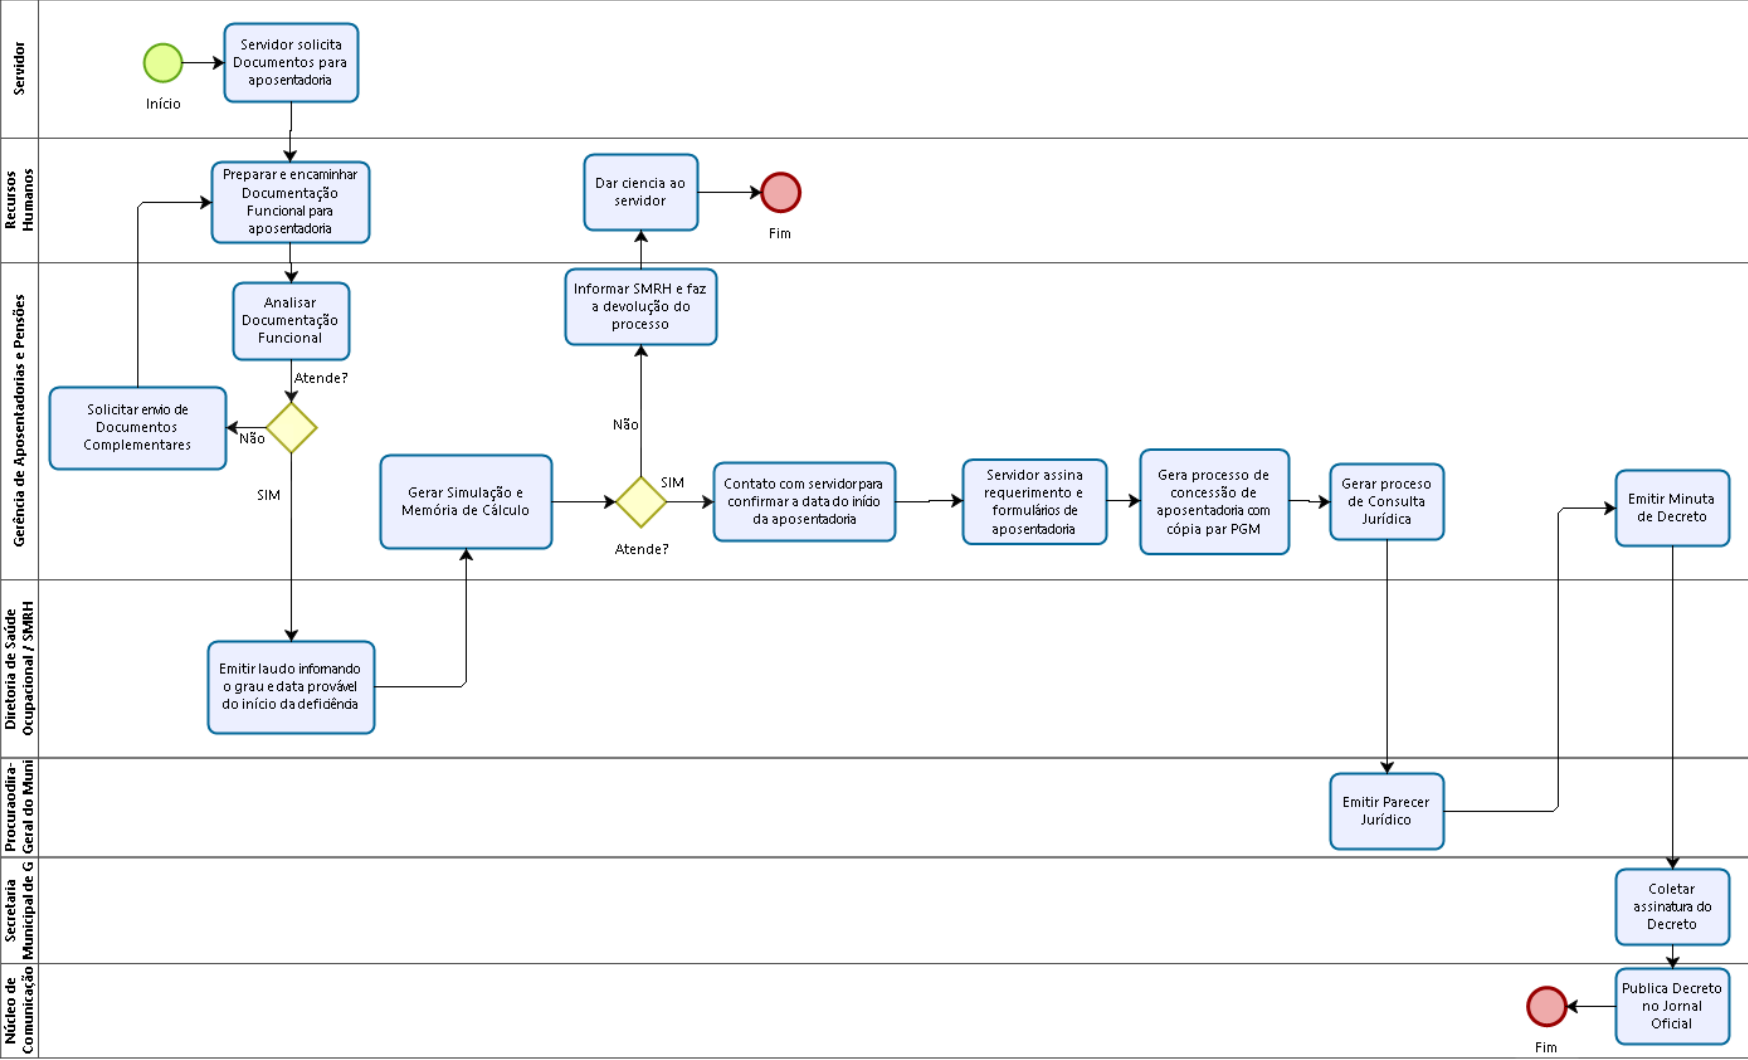 Servidor
Início
Servidor solicita
Documentos para
aposentadoria
Recursos
Humanos
Preparar e encaminhar
Documentação
Funcional para
aposentadoria
Dar ciencia ao
servidor
Fim
Gerência de Aposentadorias e Pensões
Analisar
Documentação
Funcional
Atende?
Não
Solicitar envio de
Documentos
Complementares
SIM
Informar SMRH e faz
a devolução do
processo
Não
Gerar Simulação e
Memória de Cálculo
Atende?
SIM
Contato com servidor para
confirmar a data do início
da aposentadoria
Servidor assina
requerimento e
formulários de
aposentadoria
Gera processo de
concessão de
aposentadoria com
cópia par PGM
Gerar proceso
de Consulta
Jurídica
Emitir Minuta
de Decreto
Diretoria de Saúde
Ocupacional / SMRH
Emitir laudo infornando
o grau e data provável
do início da deficiência
Procuraodira-
Geral do Muni
Emitir Parecer
Jurídico
Secretaria
Municipal de G
Coletar
assinatura do
Decreto
Núcleo de
Comunicação
Publica Decreto
no Jornal
Oficial
Fim